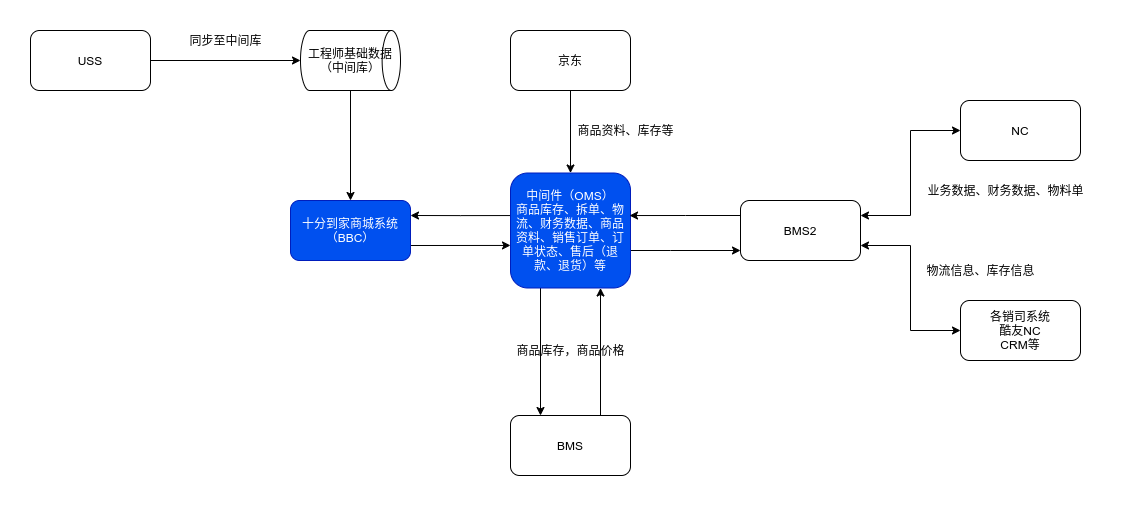 USS
同步至中间库
工程师基础数据
（中间库）
京东
商品资料、库存等
NC
业务数据、财务数据、物料单
十分到家商城系统
（BBC）
中间件（OMS）
商品库存、拆单、物
流、财务数据、商品
资料、销售订单、订
单状态、售后（退
款、退货）等
BMS2
物流信息、库存信息
各销司系统
酷友NC
CRM等
商品库存，商品价格
BMS